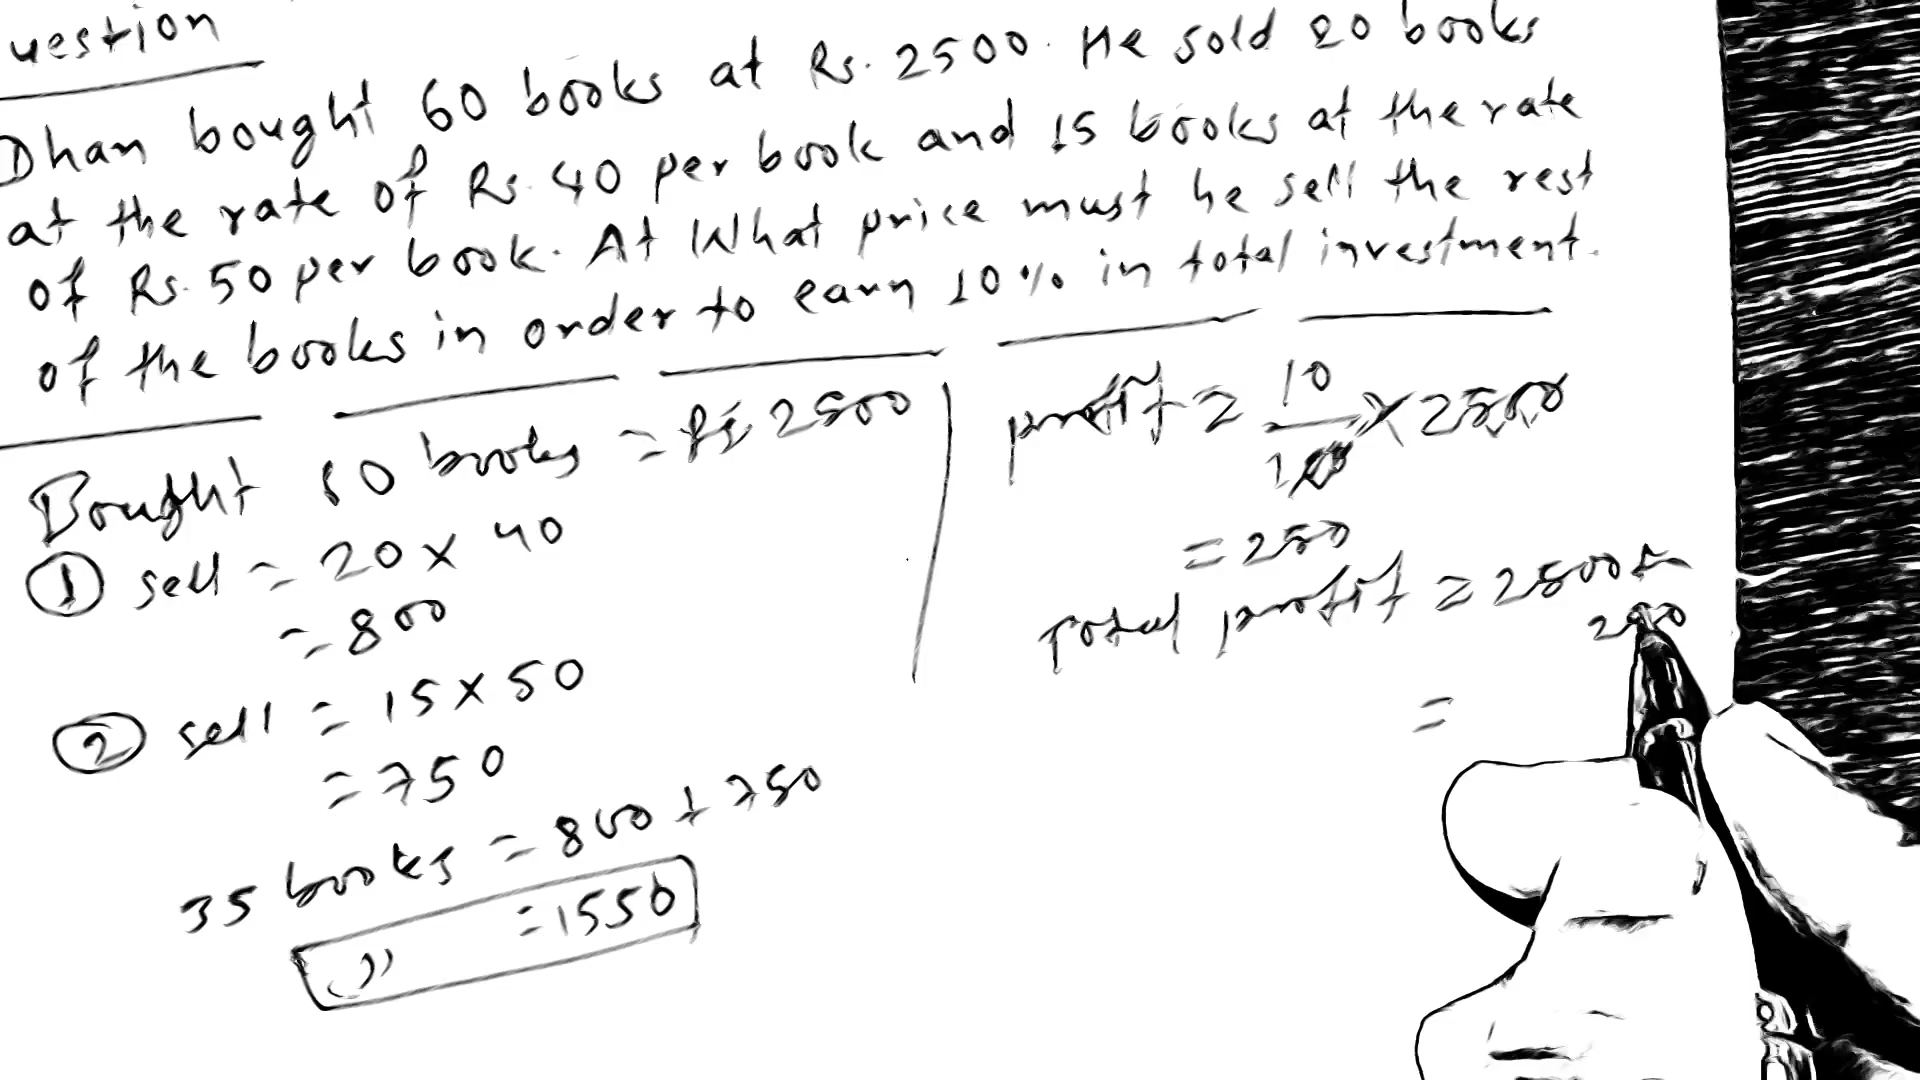 uestion
Dhan bought 60 books at Rs. 2500. He sold 20 books
at the rate of Rs. 40 per book and 15 books at the rate
of Rs. 50 per book. At What price must he sell the rest
of the books in order to earn 10% in total investment.
Bought 60 books = Rs 2500
① sell = 20 x 40
= 800
② sell = 15 x 50
= 750
35 books = 800 + 750
" = 1550
profit = 10/100 x 2500
= 250
Total profit = 2500 +
250
=